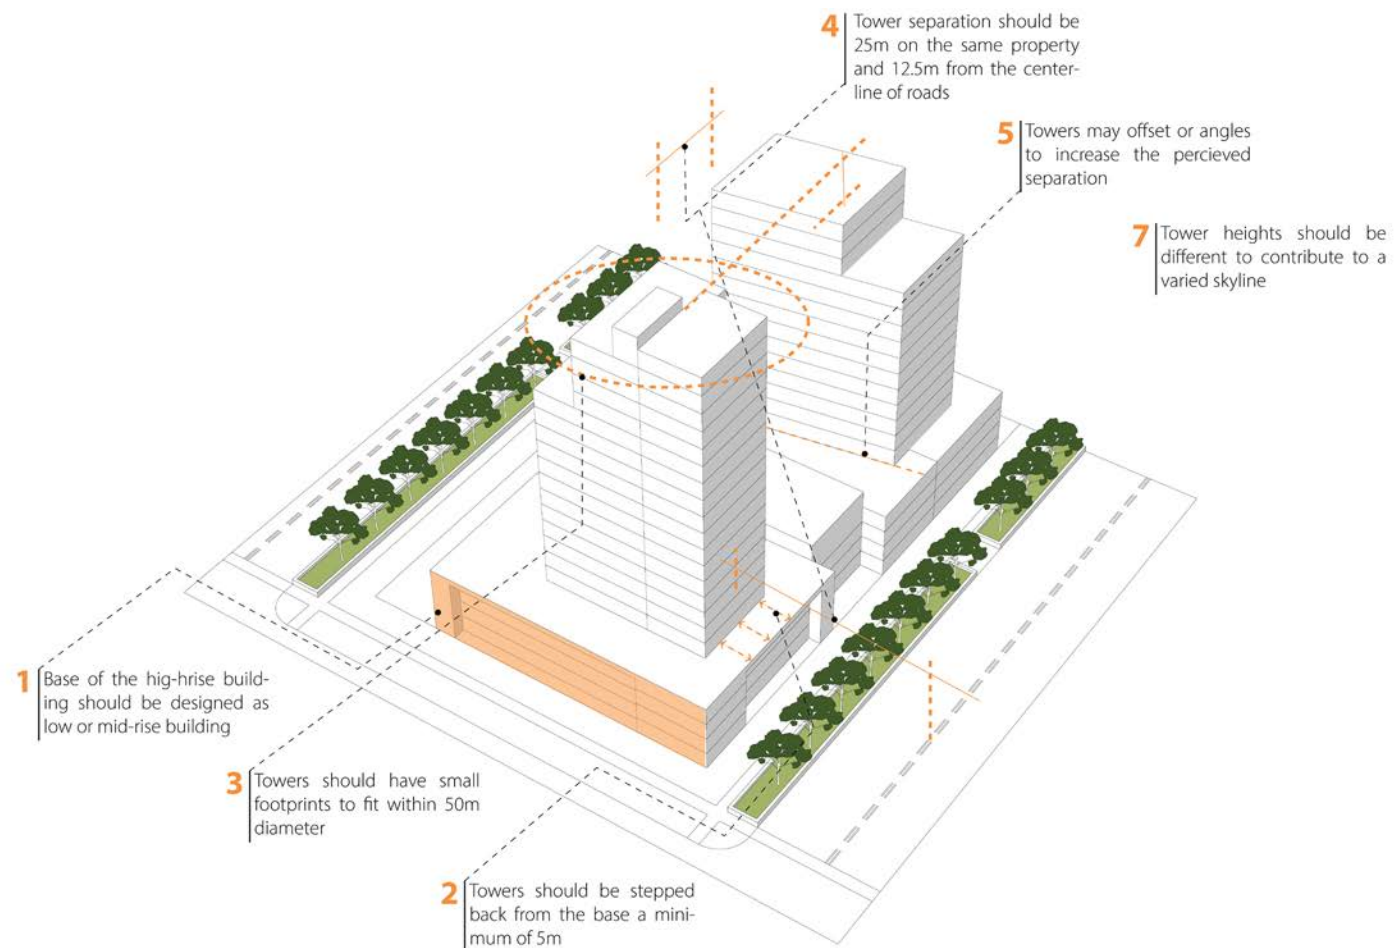 4 Tower separation should be
25m on the same property
and 12.5m from the center-
line of roads
5 Towers may offset or angles
to increase the percieved
separation
7 Tower heights should be
different to contribute to a
varied skyline
1 Base of the hig-hrise build-
ing should be designed as
low or mid-rise building
3 Towers should have small
footprints to fit within 50m
diameter
2 Towers should be stepped
back from the base a mini-
mum of 5m